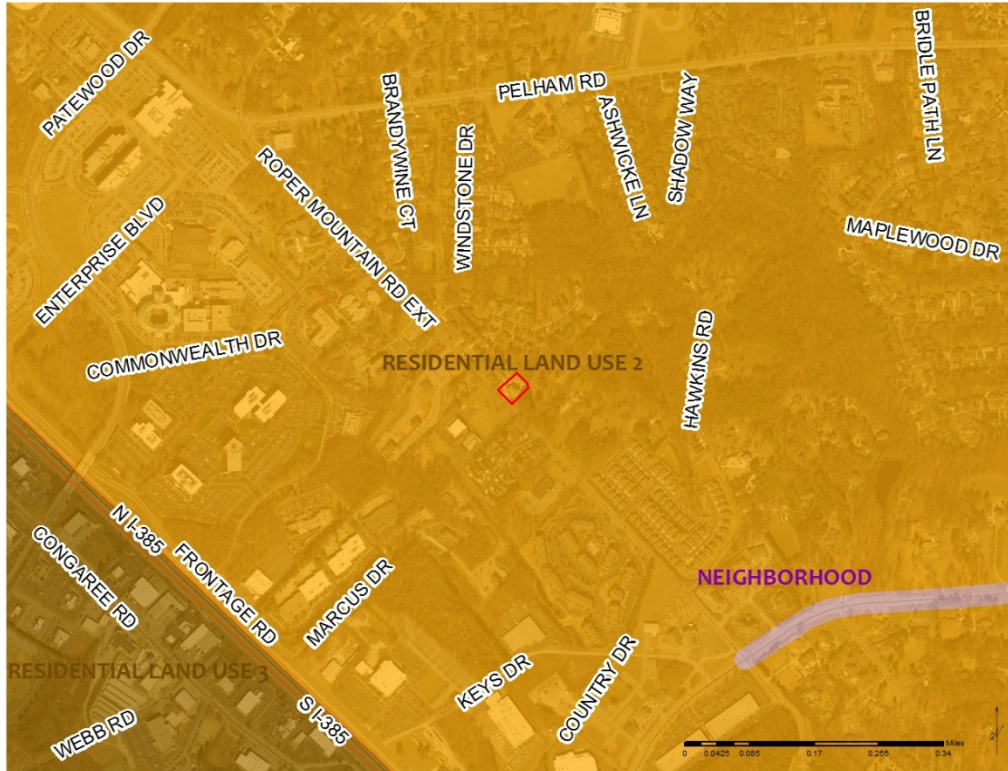 PATEWOOD DR
BRANDYWINE CT
PELHAM RD
WINDSTONE DR
ASHWICKE LN
SHADOW WAY
BRIDLE PATH LN
ROPER MOUNTAIN RD EXT
ENTERPRISE BLVD
MAPLEWOOD DR
COMMONWEALTH DR
HAWKINS RD
RESIDENTIAL LAND USE 2
N I-385
FRONTAGE RD
CONGAREE RD
MARCUS DR
NEIGHBORHOOD
RESIDENTIAL LAND USE 3
KEYS DR
COUNTRY DR
S I-385
WEBB RD
Miles
0 0.0425 0.085 0.17 0.255 0.34